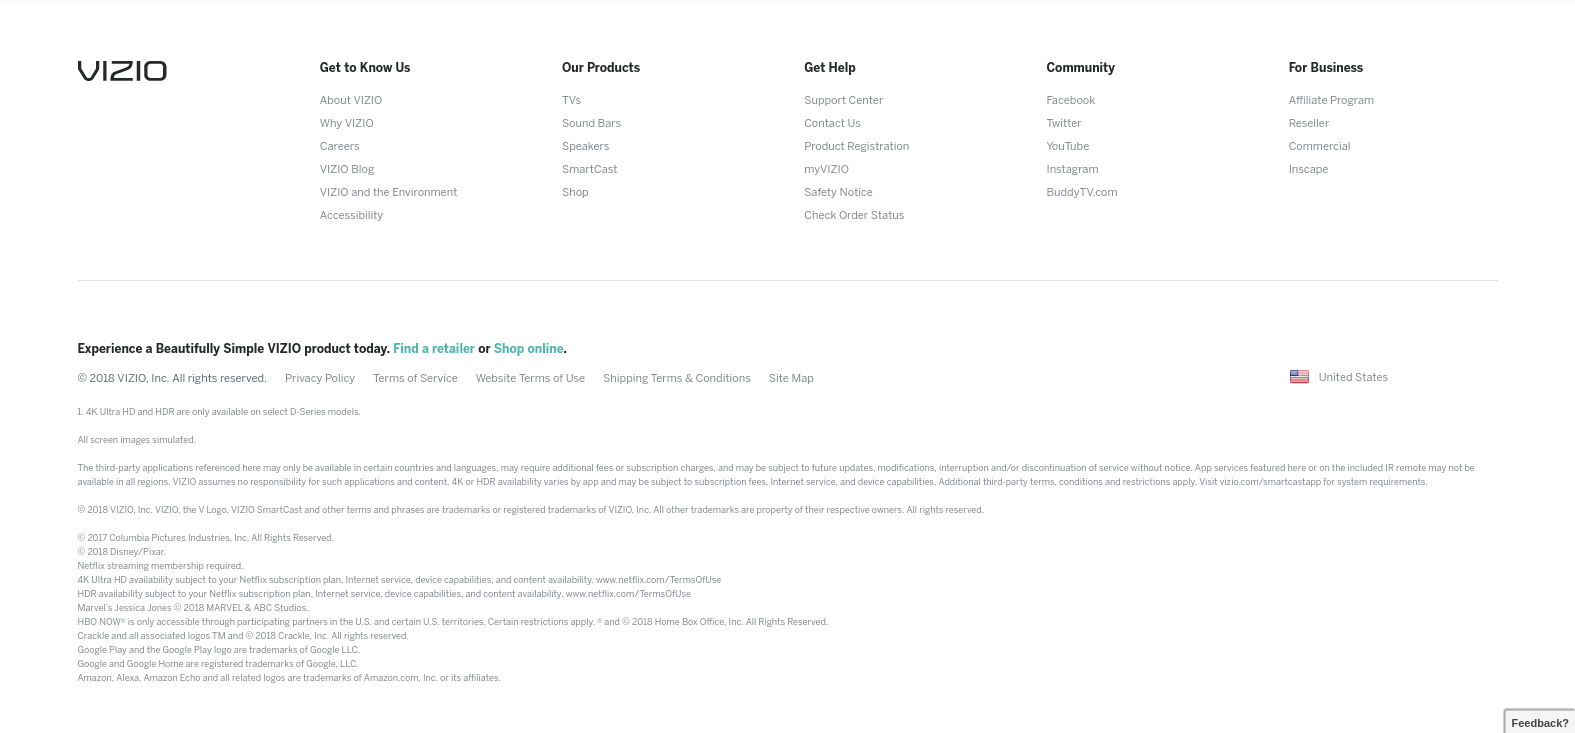 VIZIO
Get to Know Us
About VIZIO
Why VIZIO
Careers
VIZIO Blog
VIZIO and the Environment
Accessibility
Our Products
TVs
Sound Bars
Speakers
SmartCast
Shop
Get Help
Support Center
Contact Us
Product Registration
myVIZIO
Safety Notice
Check Order Status
Community
Facebook
Twitter
YouTube
Instagram
BuddyTV.com
For Business
Affiliate Program
Reseller
Commercial
Inscape
Experience a Beautifully Simple VIZIO product today. Find a retailer or Shop online.
© 2018 VIZIO, Inc. All rights reserved. Privacy Policy Terms of Service Website Terms of Use Shipping Terms & Conditions Site Map
United States
1. 4K Ultra HD and HDR are only available on select D-Series models.
All screen images simulated.
The third-party applications referenced here may only be available in certain countries and languages, may require additional fees or subscription charges, and may be subject to future updates, modifications, interruption and/or discontinuation of service without notice. App services featured here or on the included IR remote may not be
available in all regions. VIZIO assumes no responsibility for such applications and content. 4K or HDR availability varies by app and may be subject to subscription fees, Internet service, and device capabilities. Additional third-party terms, conditions and restrictions apply. Visit vizio.com/smartcastapp for system requirements.
© 2018 VIZIO, Inc. VIZIO, the V Logo, VIZIO SmartCast and other terms and phrases are trademarks or registered trademarks of VIZIO, Inc. All other trademarks are property of their respective owners. All rights reserved.
© 2017 Columbia Pictures Industries, Inc. All Rights Reserved.
© 2018 Disney/Pixar.
Netflix streaming membership required.
4K Ultra HD availability subject to your Netflix subscription plan, Internet service, device capabilities, and content availability. www.netflix.com/TermsOfUse
HDR availability subject to your Netflix subscription plan, Internet service, device capabilities, and content availability. www.netflix.com/TermsOfUse
Marvel's Jessica Jones © 2018 MARVEL & ABC Studios.
HBO NOW® is only accessible through participating partners in the U.S. and certain U.S. territories. Certain restrictions apply. ® and © 2018 Home Box Office, Inc. All Rights Reserved.
Crackle and all associated logos TM and © 2018 Crackle, Inc. All rights reserved.
Google Play and the Google Play logo are trademarks of Google LLC.
Google and Google Home are registered trademarks of Google, LLC.
Amazon, Alexa, Amazon Echo and all related logos are trademarks of Amazon.com, Inc. or its affiliates.
Feedback?